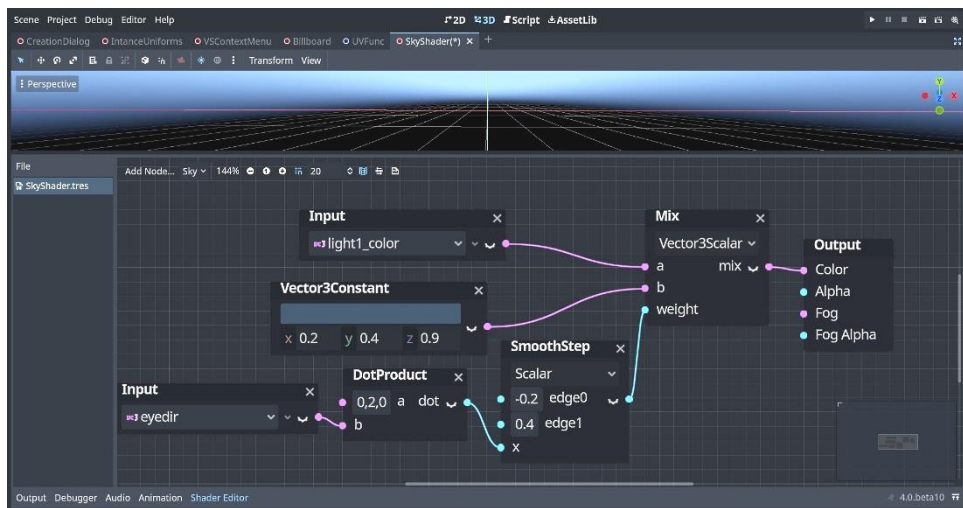 Scene Project Debug Editor Help
2D 3D Script AssetLib
CreationDialog IntanceUniforms VSContextMenu Billboard UVFunc SkyShader(*)
Transform View
Perspective
Y
X
Z
File
SkyShader.tres
Add Node... Sky 144% 20
Input
light1_color
Vector3Constant
x 0.2 y 0.4 z 0.9
Input
eyedir
DotProduct
0,2,0 a dot
b
SmoothStep
Scalar
-0.2 edge0
0.4 edge1
x
Mix
Vector3Scalar
a mix
b
weight
Output
Color
Alpha
Fog
Fog Alpha
Output Debugger Audio Animation Shader Editor
4.0.beta10